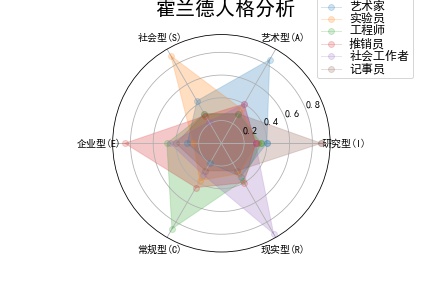 霍兰德人格分析
艺术家
实验员
工程师
推销员
社会工作者
记事员
社会型(S)
艺术型(A)
0.8
0.6
0.4
0.2
企业型(E)
研究型(I)
常规型(C)
现实型(R)